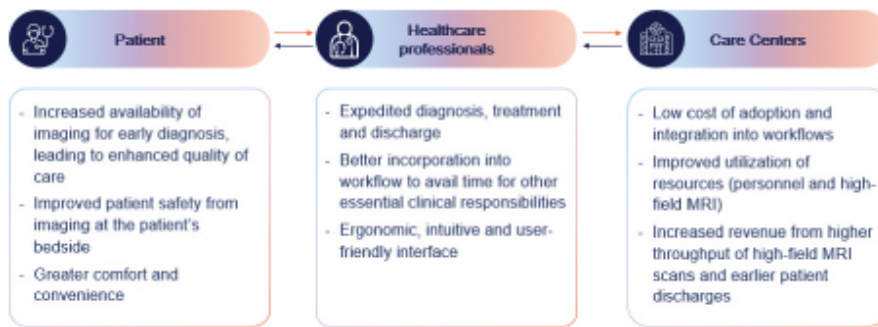 Patient
Healthcare
professionals
Care Centers
- Increased availability of
imaging for early diagnosis,
leading to enhanced quality of
care
- Improved patient safety from
imaging at the patient's
bedside
- Greater comfort and
convenience
- Expedited diagnosis, treatment
and discharge
- Better incorporation into
workflow to avail time for other
essential clinical responsibilities
- Ergonomic, intuitive and user-
friendly interface
- Low cost of adoption and
integration into workflows
- Improved utilization of
resources (personnel and high-
field MRI)
- Increased revenue from higher
throughput of high-field MRI
scans and earlier patient
discharges